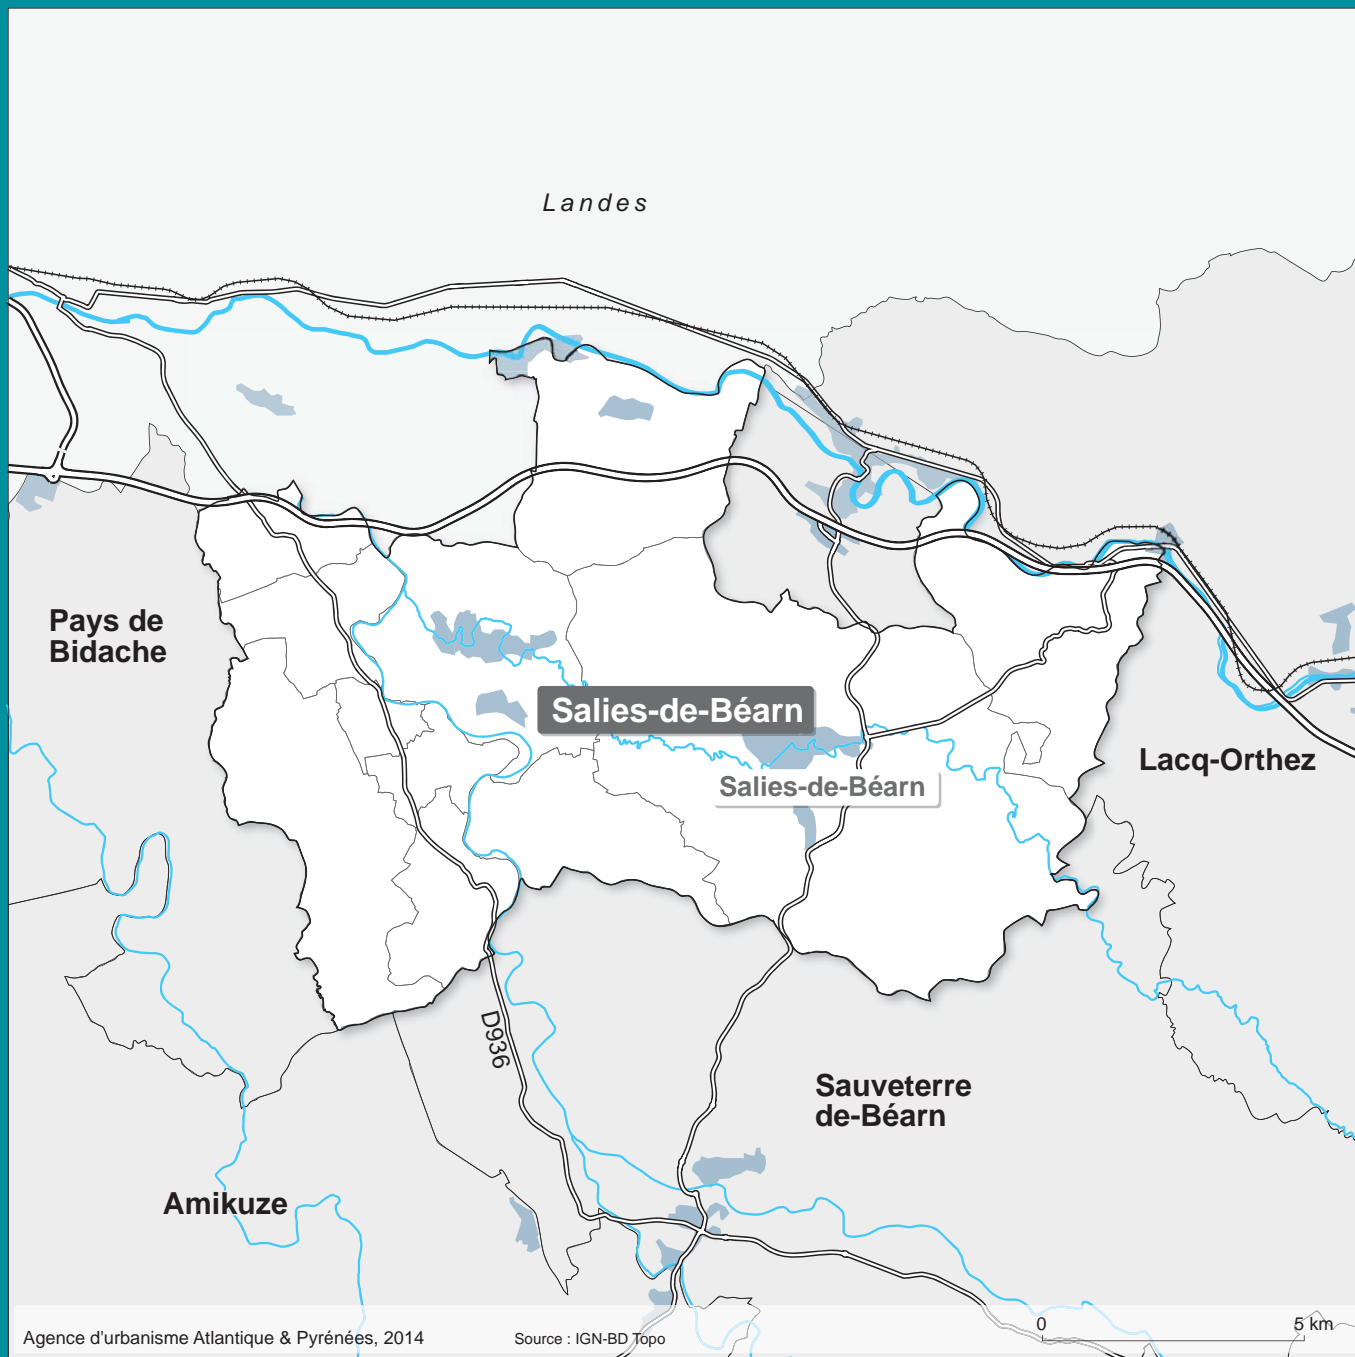 Landes
Pays de
Bidache
Salies-de-Béarn
Lacq-Orthez
Salies-de-Béarn
D936
Sauveterre
de-Béarn
Amikuze
Agence d'urbanisme Atlantique & Pyrénées, 2014
Source : IGN-BD Topo
0
5 km